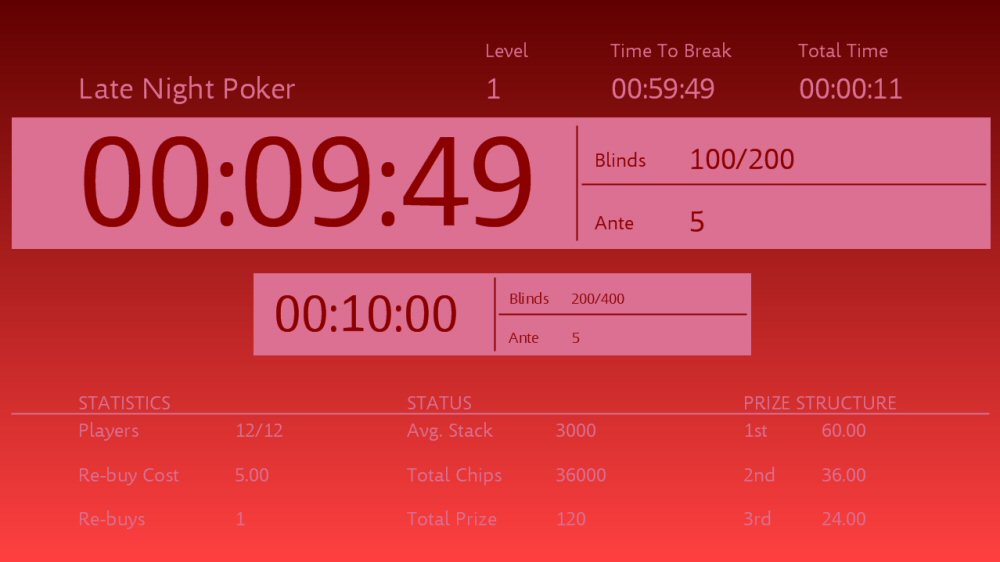 Level Time To Break Total Time
Late Night Poker 1 00:59:49 00:00:11
00:09:49
Blinds 100/200
Ante 5
00:10:00
Blinds 200/400
Ante 5
STATISTICS STATUS PRIZE STRUCTURE
Players 12/12 Avg. Stack 3000 1st 60.00
Re-buy Cost 5.00 Total Chips 36000 2nd 36.00
Re-buys 1 Total Prize 120 3rd 24.00